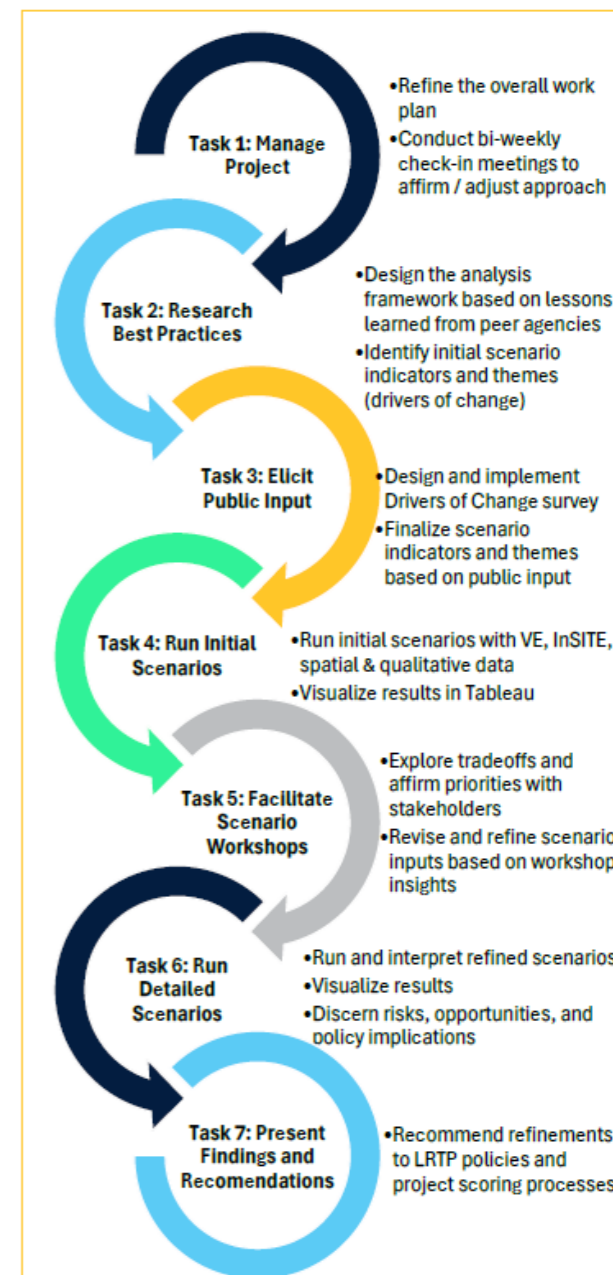 Task 1: Manage
Project
•Refine the overall work
plan
•Conduct bi-weekly
check-in meetings to
affirm / adjust approach
Task 2: Research
Best Practices
•Design the analysis
framework based on lessons
learned from peer agencies
•Identify initial scenario
indicators and themes
(drivers of change)
Task 3: Elicit
Public Input
•Design and implement
Drivers of Change survey
•Finalize scenario
indicators and themes
based on public input
Task 4: Run Initial
Scenarios
•Run initial scenarios with VE, InSITE,
spatial & qualitative data
•Visualize results in Tableau
Task 5: Facilitate
Scenario
Workshops
•Explore tradeoffs and
affirm priorities with
stakeholders
•Revise and refine scenario
inputs based on workshop
insights
Task 6: Run
Detailed
Scenarios
•Run and interpret refined scenarios
•Visualize results
•Discern risks, opportunities, and
policy implications
Task 7: Present
Findings and
Recomendations
•Recommend refinements
to LRTP policies and
project scoring processes